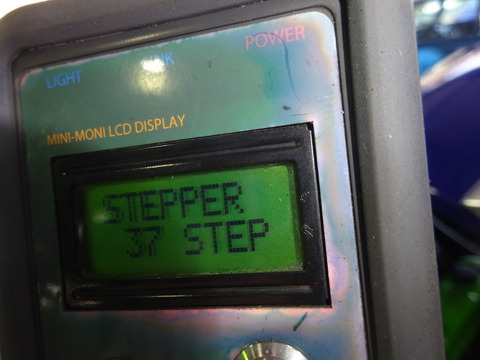 LIGHT
POWER
MINI-MONI LCD DISPLAY
STEPPER
37 STEP